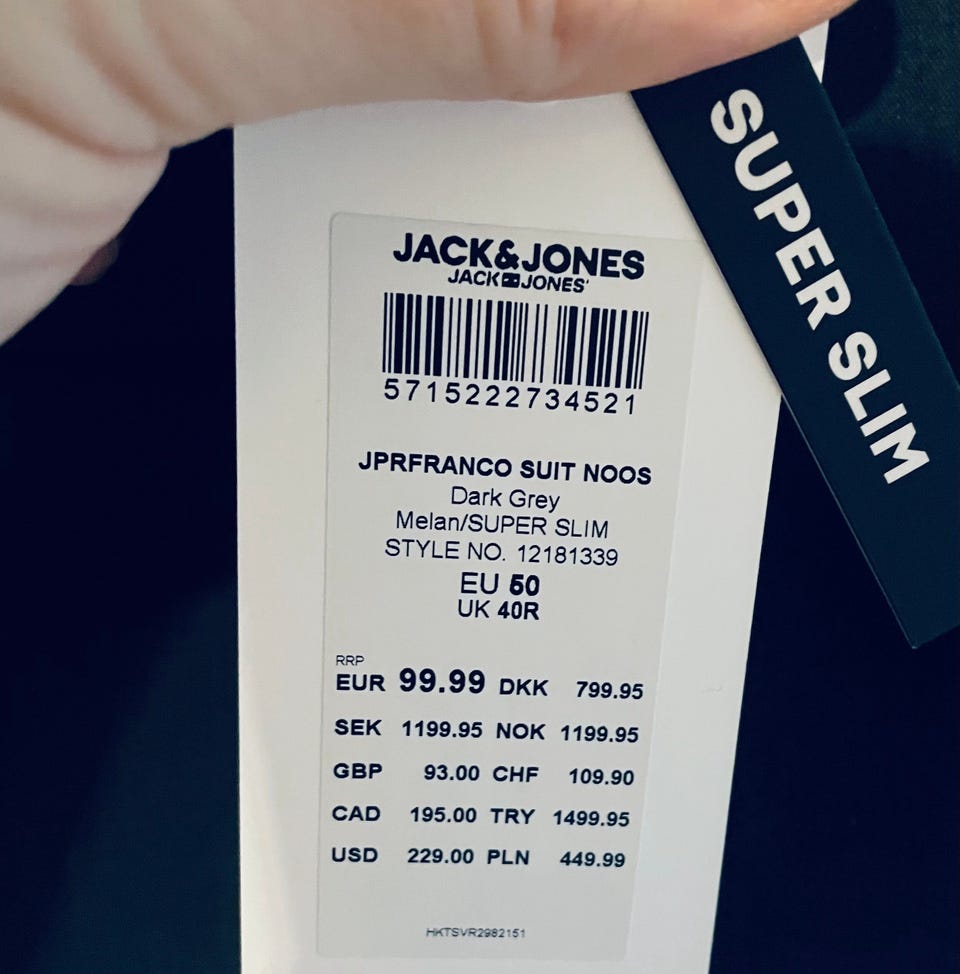 JACK&JONES
JACK JONES
5715222734521
JPRFRANCO SUIT NOOS
Dark Grey
Melan/SUPER SLIM
STYLE NO. 12181339
EU 50
UK 40R
RRP
EUR 99.99 DKK 799.95
SEK 1199.95 NOK 1199.95
GBP 93.00 CHF 109.90
CAD 195.00 TRY 1499.95
USD 229.00 PLN 449.99
HKTSVR2982151
SUPER SLIM